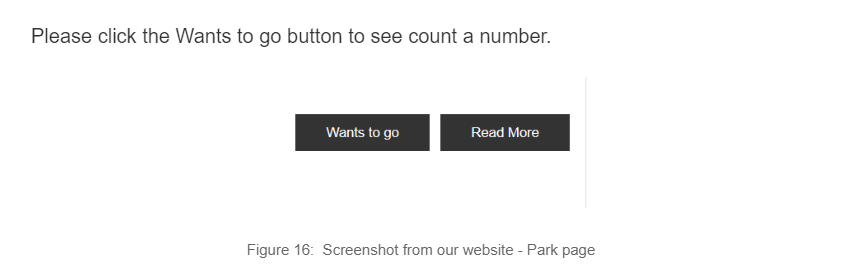 Please click the Wants to go button to see count a number.
Wants to go Read More
Figure 16: Screenshot from our website - Park page